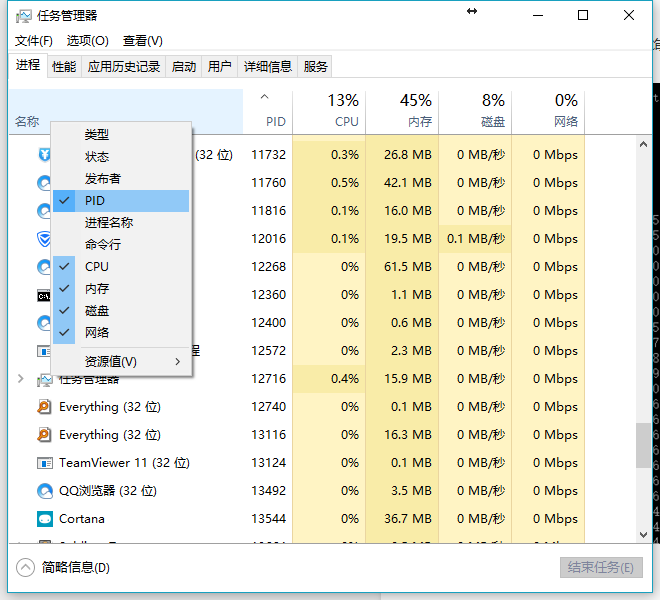 任务管理器
文件(F) 选项(O) 查看(V)
进程 性能 应用历史记录 启动 用户 详细信息 服务
13% 45% 8% 0%
名称 PID CPU 内存 磁盘 网络
类型
状态
发布者
PID
进程名称
命令行
CPU
内存
磁盘
网络
资源值(V)
(32 位) 11732 0.3% 26.8 MB 0 MB/秒 0 Mbps
11760 0.5% 42.1 MB 0 MB/秒 0 Mbps
11816 0.1% 16.0 MB 0 MB/秒 0 Mbps
12016 0.1% 19.5 MB 0.1 MB/秒 0 Mbps
12268 0% 61.5 MB 0 MB/秒 0 Mbps
12360 0% 1.1 MB 0 MB/秒 0 Mbps
12400 0% 0.6 MB 0 MB/秒 0 Mbps
程 12572 0% 2.3 MB 0 MB/秒 0 Mbps
任务管理器 12716 0.4% 15.9 MB 0 MB/秒 0 Mbps
Everything (32 位) 12740 0% 0.1 MB 0 MB/秒 0 Mbps
Everything (32 位) 13116 0% 16.3 MB 0 MB/秒 0 Mbps
TeamViewer 11 (32 位) 13124 0% 0.1 MB 0 MB/秒 0 Mbps
QQ浏览器 (32 位) 13492 0% 3.5 MB 0 MB/秒 0 Mbps
Cortana 13544 0% 36.7 MB 0 MB/秒 0 Mbps
简略信息(D) 结束任务(E)